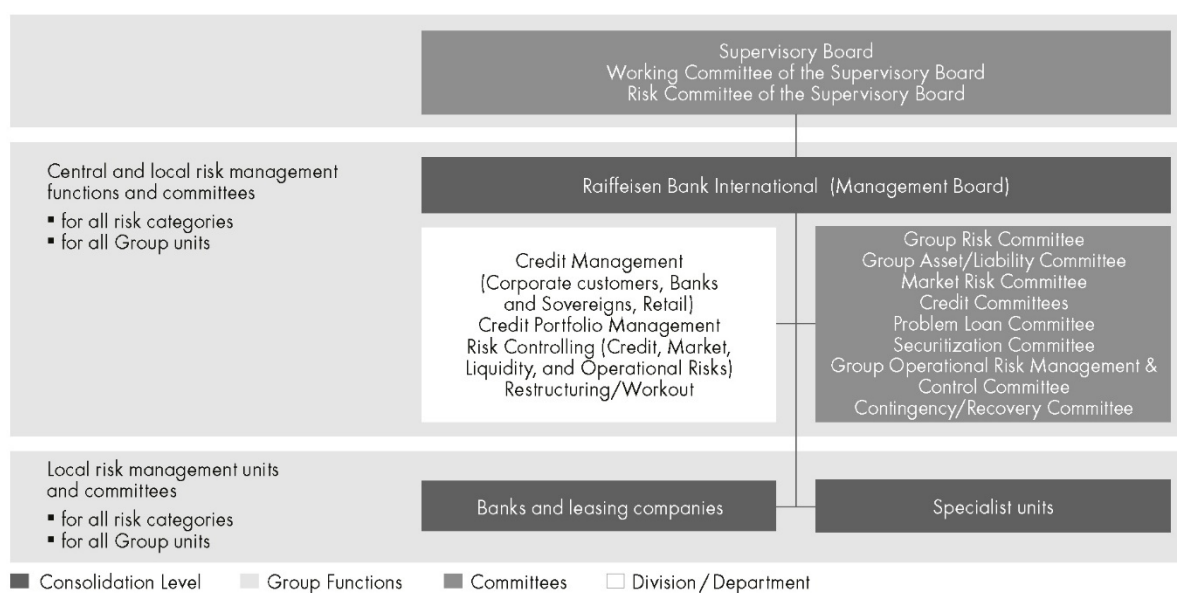 Supervisory Board
Working Committee of the Supervisory Board
Risk Committee of the Supervisory Board
Central and local risk management
functions and committees
▪ for all risk categories
▪ for all Group units
Raiffeisen Bank International (Management Board)
Credit Management
(Corporate customers, Banks
and Sovereigns, Retail)
Credit Portfolio Management
Risk Controlling (Credit, Market,
Liquidity, and Operational Risks)
Restructuring/Workout
Group Risk Committee
Group Asset/Liability Committee
Market Risk Committee
Credit Committees
Problem Loan Committee
Securitization Committee
Group Operational Risk Management &
Control Committee
Contingency/Recovery Committee
Local risk management units
and committees
▪ for all risk categories
▪ for all Group units
Banks and leasing companies
Specialist units
Consolidation Level
Group Functions
Committees
Division/Department